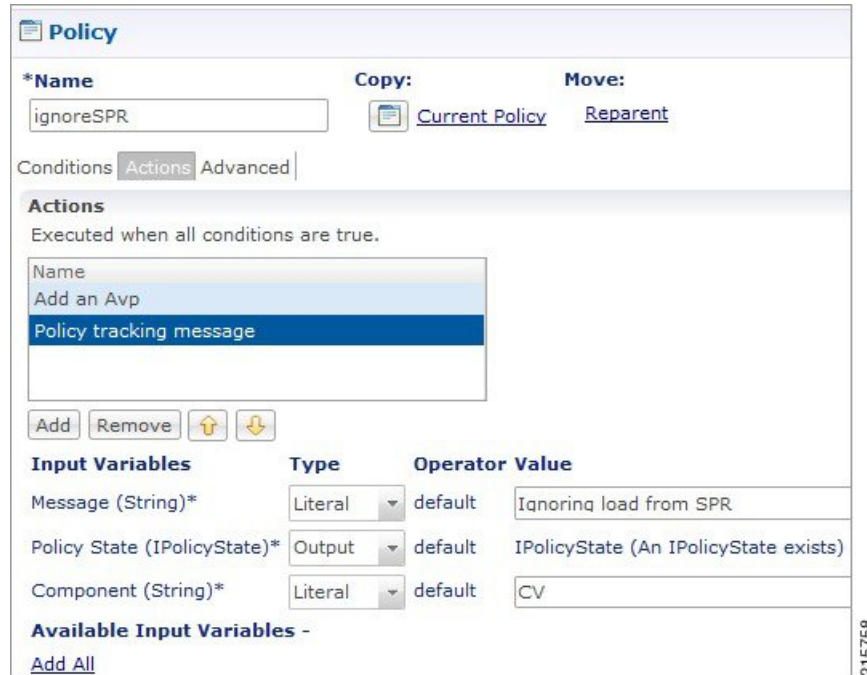 Policy
*Name Copy: Move:
ignoreSPR Current Policy Reparent
Conditions Actions Advanced
Actions
Executed when all conditions are true.
Name
Add an Avp
Policy tracking message
Add Remove
Input Variables Type Operator Value
Message (String)* Literal default Ignoring load from SPR
Policy State (IPolicyState)* Output default IPolicyState (An IPolicyState exists)
Component (String)* Literal default CV
Available Input Variables -
Add All